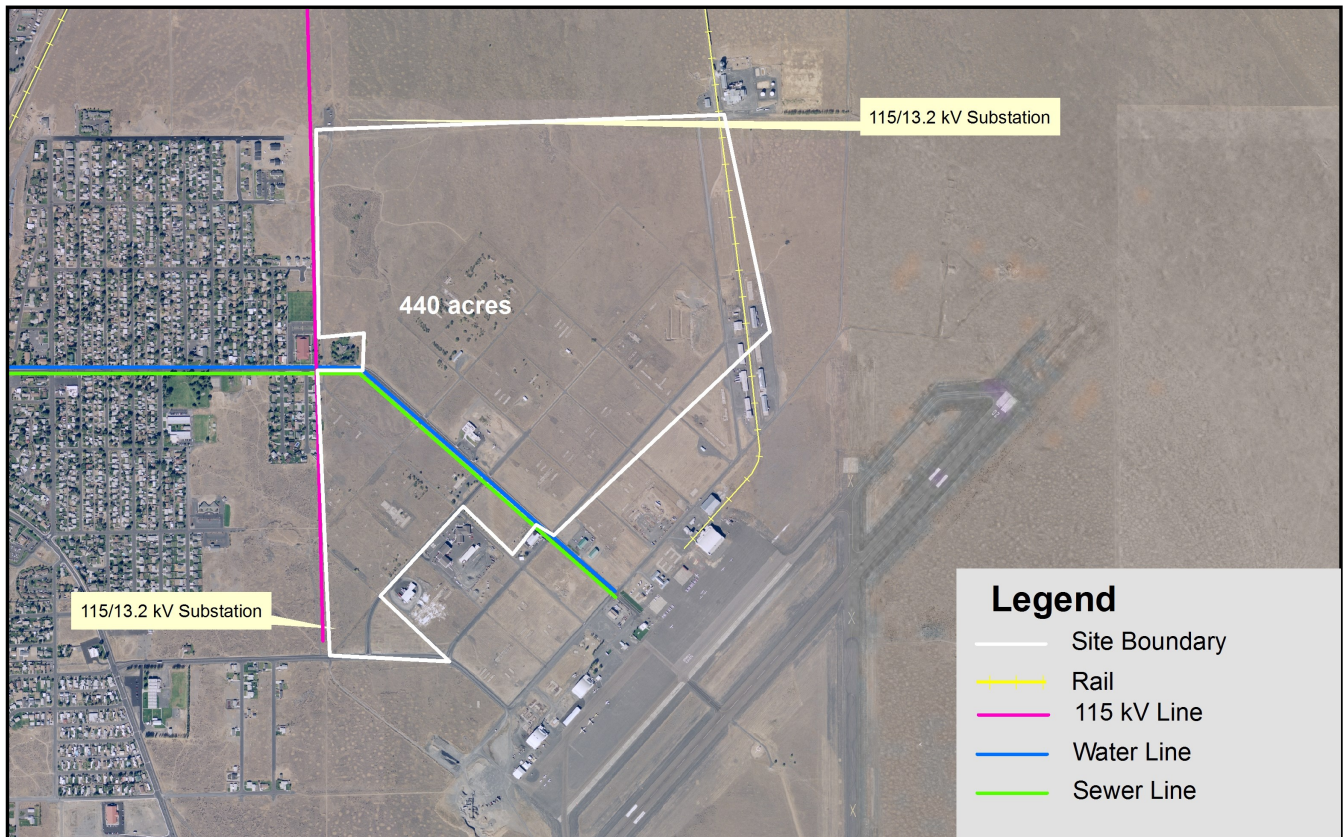 115/13.2 kV Substation
440 acres
115/13.2 kV Substation
Legend
Site Boundary
Rail
115 kV Line
Water Line
Sewer Line